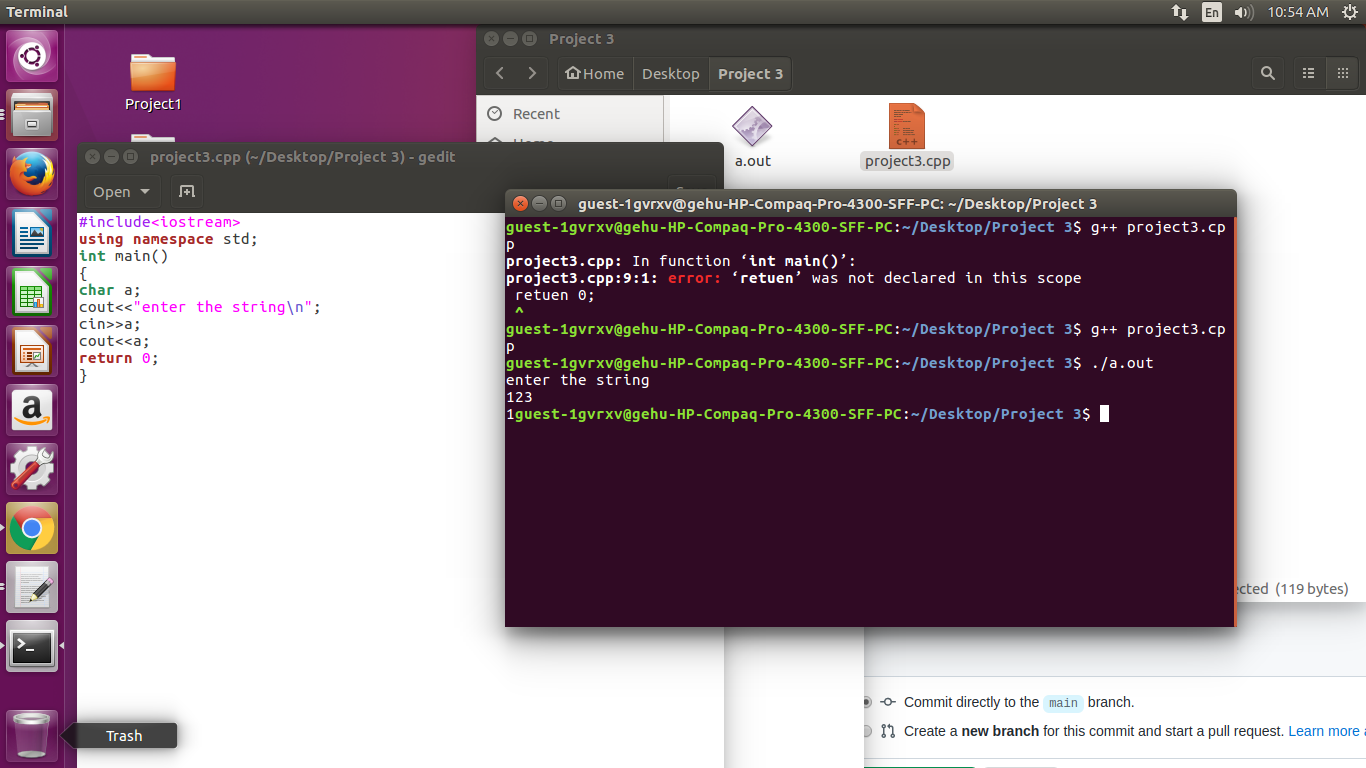 Terminal
En
10:54 AM
Project1
Project 3
Home
Desktop
Project 3
Recent
a.out
project3.cpp
project3.cpp (~/Desktop/Project 3) - gedit
Open
#include<iostream>
using namespace std;
int main()
{
char a;
cout<<"enter the string\n";
cin>>a;
cout<<a;
return 0;
}
guest-1gvrxv@gehu-HP-Compaq-Pro-4300-SFF-PC: ~/Desktop/Project 3
guest-1gvrxv@gehu-HP-Compaq-Pro-4300-SFF-PC:~/Desktop/Project 3$ g++ project3.cp
p
project3.cpp: In function ‘int main()’:
project3.cpp:9:1: error: ‘retuen’ was not declared in this scope
 retuen 0;
 ^
guest-1gvrxv@gehu-HP-Compaq-Pro-4300-SFF-PC:~/Desktop/Project 3$ g++ project3.cp
p
guest-1gvrxv@gehu-HP-Compaq-Pro-4300-SFF-PC:~/Desktop/Project 3$ ./a.out
enter the string
123
1guest-1gvrxv@gehu-HP-Compaq-Pro-4300-SFF-PC:~/Desktop/Project 3$
(119 bytes)
Commit directly to the main branch.
Create a new branch for this commit and start a pull request. Learn more
Trash